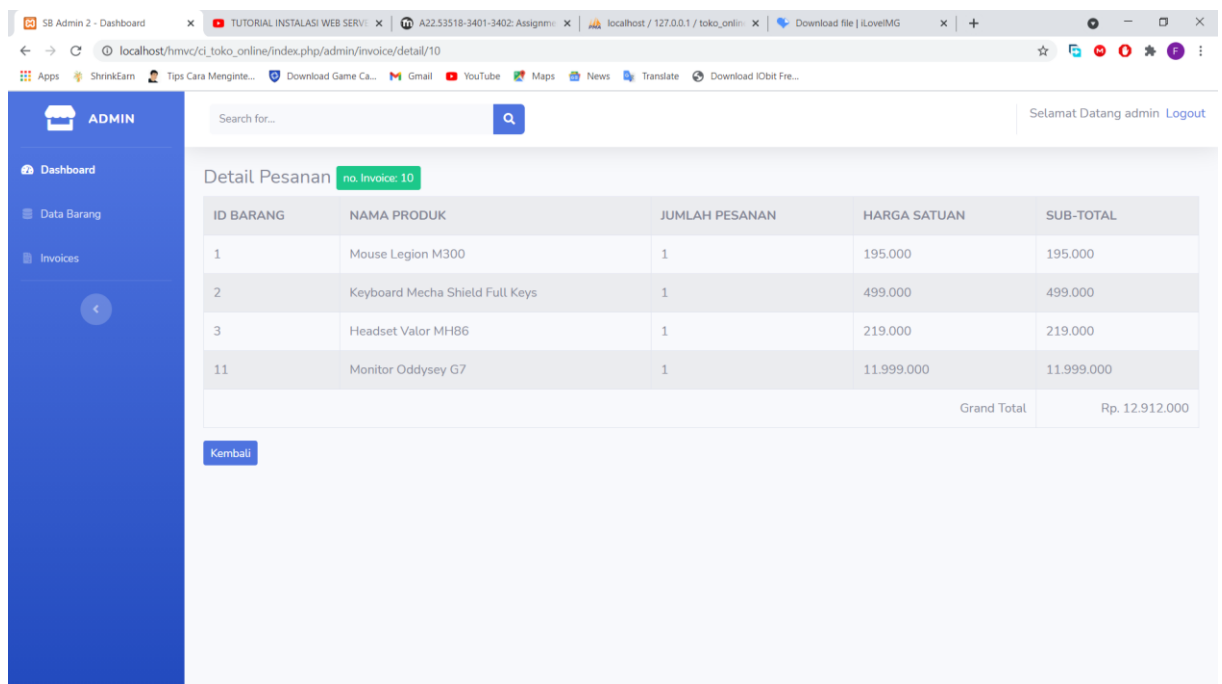 SB Admin 2 - Dashboard
TUTORIAL INSTALASI WEB SERV
A22.53518-3401-3402: Assignme
localhost / 127.0.0.1 / toko_onlin
Download file | iLoveIMG
localhost/hmvc/ci_toko_online/index.php/admin/invoice/detail/10
F
Apps ShrinkEarn Tips Cara Menginte... Download Game Ca... Gmail YouTube Maps News Translate Download IObit Fre...
ADMIN
Search for...
Selamat Datang admin Logout
Dashboard
Data Barang
Invoices
Detail Pesanan no. Invoice: 10
ID BARANG NAMA PRODUK JUMLAH PESANAN HARGA SATUAN SUB-TOTAL
1 Mouse Legion M300 1 195.000 195.000
2 Keyboard Mecha Shield Full Keys 1 499.000 499.000
3 Headset Valor MH86 1 219.000 219.000
11 Monitor Oddysey G7 1 11.999.000 11.999.000
Grand Total Rp. 12.912.000
Kembali